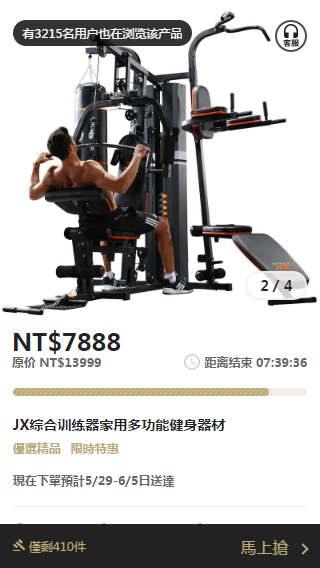 有3215名用户也在浏览该产品
客服
2 / 4
NT$7888
原价 NT$13999
距离结束 07:39:36
JX综合训练器家用多功能健身器材
優選精品 限時特惠
現在下單預計5/29-6/5日送達
僅剩410件
馬上搶